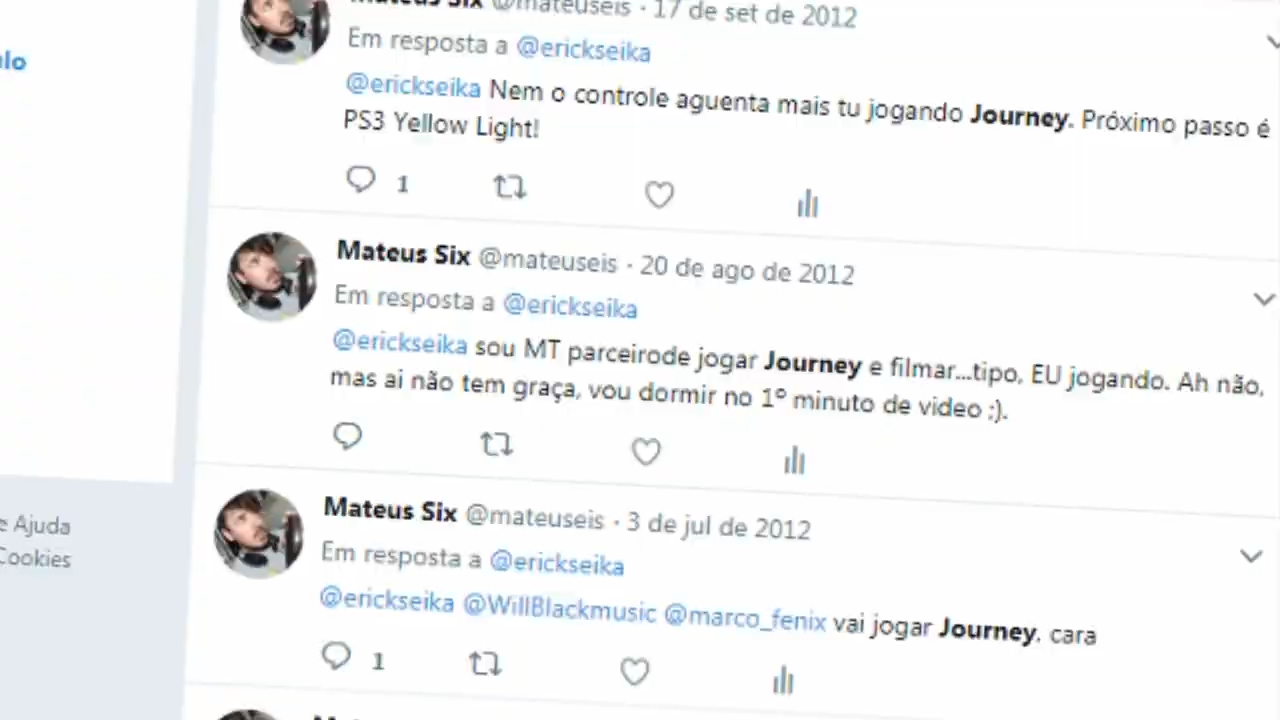 Mateus Six @mateuseis · 17 de set de 2012
Em resposta a @erickseika
@erickseika Nem o controle aguenta mais tu jogando Journey. Próximo passo é
PS3 Yellow Light!
1
Mateus Six @mateuseis · 20 de ago de 2012
Em resposta a @erickseika
@erickseika sou MT parceirode jogar Journey e filmar...tipo, EU jogando. Ah não,
mas ai não tem graça, vou dormir no 1º minuto de video ;).
Mateus Six @mateuseis · 3 de jul de 2012
Em resposta a @erickseika
@erickseika @WillBlackmusic @marco_fenix vai jogar Journey, cara
1
Ajuda
Cookies